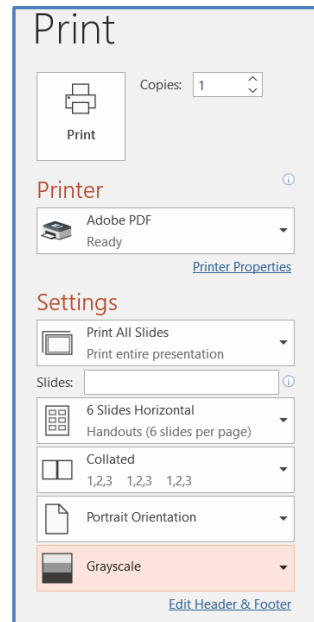 Print
Copies: 1
Print
Printer
Adobe PDF
Ready
Printer Properties
Settings
Print All Slides
Print entire presentation
Slides:
6 Slides Horizontal
Handouts (6 slides per page)
Collated
1,2,3 1,2,3 1,2,3
Portrait Orientation
Grayscale
Edit Header & Footer